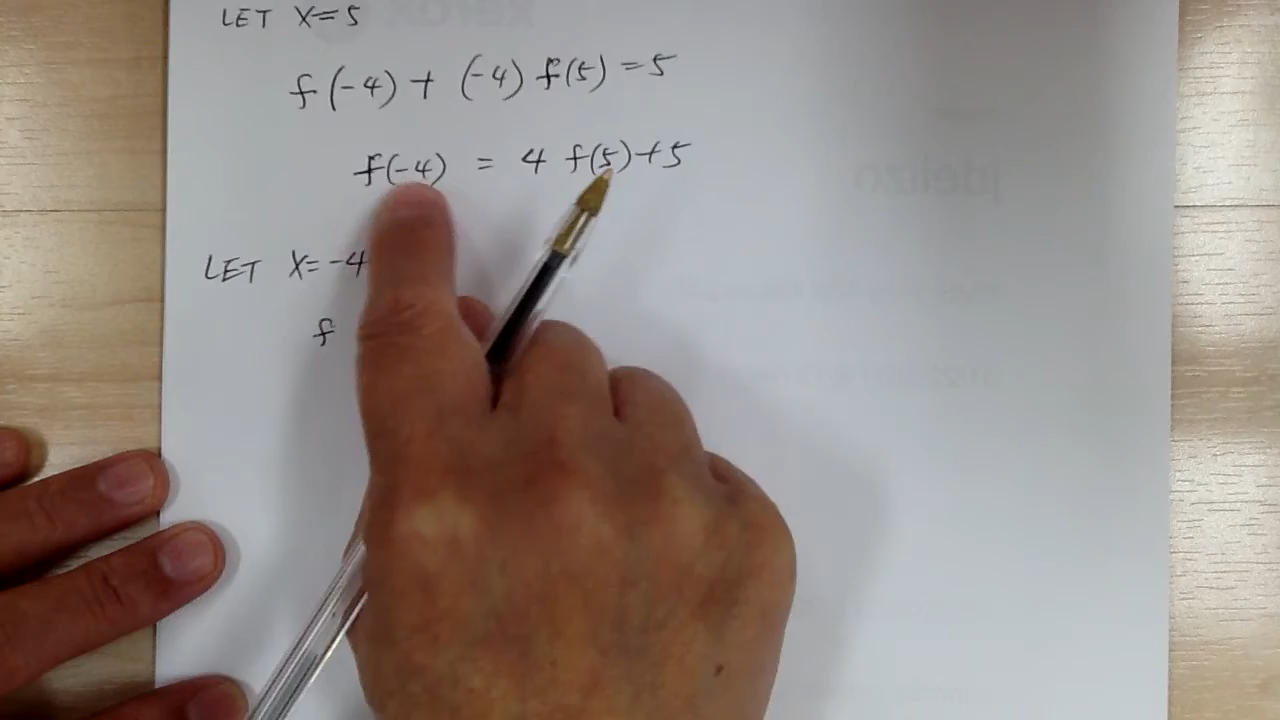 LET X=5
f(-4) + (-4) f(5) = 5
f(-4) = 4 f(5)+5
LET X=-4
f